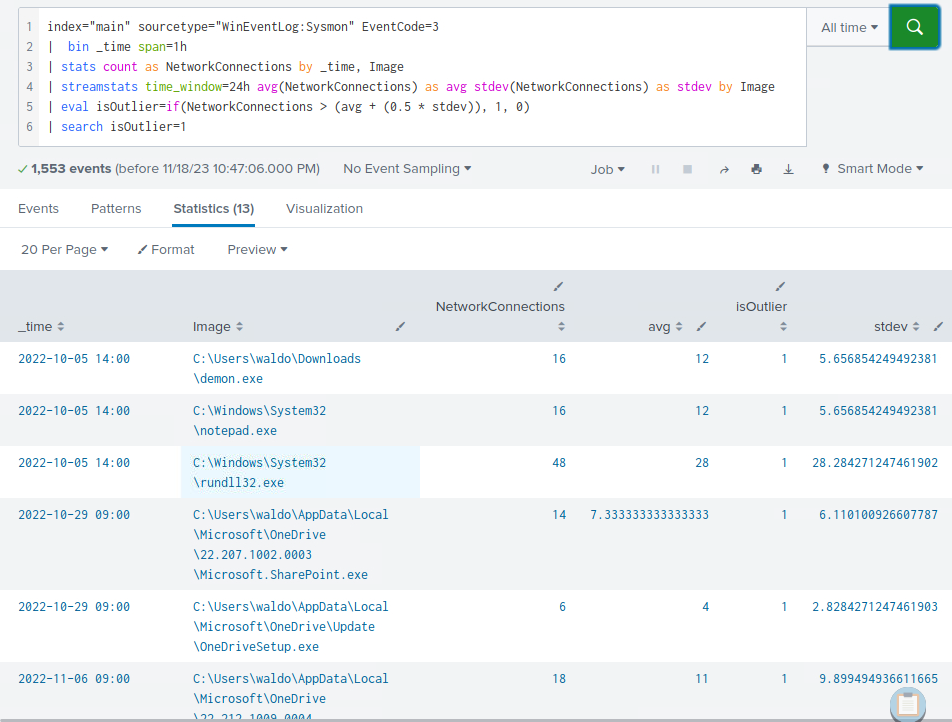 1 index="main" sourcetype="WinEventLog:Sysmon" EventCode=3
2 | bin _time span=1h
3 | stats count as NetworkConnections by _time, Image
4 | streamstats time_window=24h avg(NetworkConnections) as avg stdev(NetworkConnections) as stdev by Image
5 | eval isOutlier=if(NetworkConnections > (avg + (0.5 * stdev)), 1, 0)
6 | search isOutlier=1
All time
✓ 1,553 events (before 11/18/23 10:47:06.000 PM) No Event Sampling Job Smart Mode
Events Patterns Statistics (13) Visualization
20 Per Page Format Preview
_time Image NetworkConnections avg isOutlier stdev
2022-10-05 14:00 C:\Users\waldo\Downloads 16 12 1 5.656854249492381
\demon.exe
2022-10-05 14:00 C:\Windows\System32 16 12 1 5.656854249492381
\notepad.exe
2022-10-05 14:00 C:\Windows\System32 48 28 1 28.284271247461902
\rundll32.exe
2022-10-29 09:00 C:\Users\waldo\AppData\Local 14 7.333333333333333 1 6.110100926607787
\Microsoft\OneDrive
\22.207.1002.0003
\Microsoft.SharePoint.exe
2022-10-29 09:00 C:\Users\waldo\AppData\Local 6 4 1 2.8284271247461903
\Microsoft\OneDrive\Update
\OneDriveSetup.exe
2022-11-06 09:00 C:\Users\waldo\AppData\Local 18 11 1 9.899494936611665
\Microsoft\OneDrive
\22.212.1009.0004